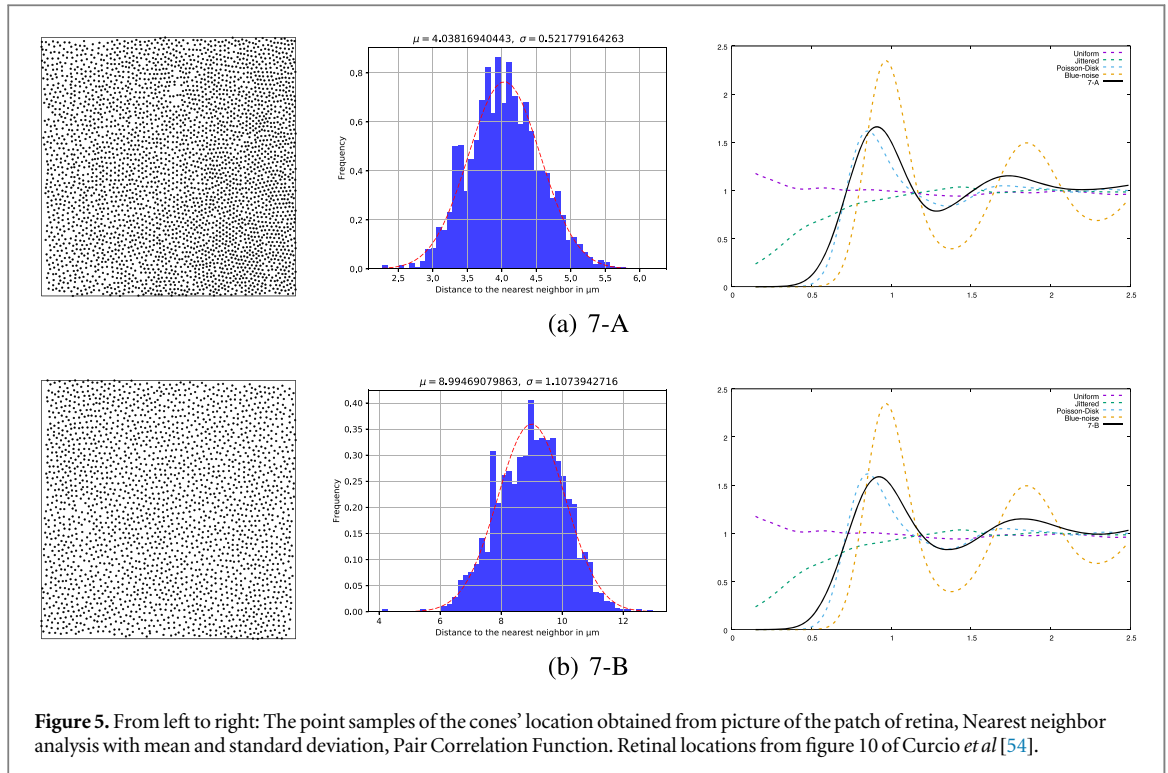 μ = 4.03816940443, σ = 0.521779164263
Frequency
0,8
0,6
0,4
0,2
0,0
2,5 3,0 3,5 4,0 4,5 5,0 5,5 6,0
Distance to the nearest neighbor in μm
2.5
2
1.5
1
0.5
0
0 0.5 1 1.5 2 2.5
Uniform
Jittered
Poisson-Disk
Blue-noise
7-A
(a) 7-A
μ = 8.99469079863, σ = 1.1073942716
Frequency
0,40
0,35
0,30
0,25
0,20
0,15
0,10
0,05
0,00
4 6 8 10 12
Distance to the nearest neighbor in μm
2.5
2
1.5
1
0.5
0
0 0.5 1 1.5 2 2.5
Uniform
Jittered
Poisson-Disk
Blue-noise
7-B
(b) 7-B
Figure 5. From left to right: The point samples of the cones' location obtained from picture of the patch of retina, Nearest neighbor
analysis with mean and standard deviation, Pair Correlation Function. Retinal locations from figure 10 of Curcio et al [54].